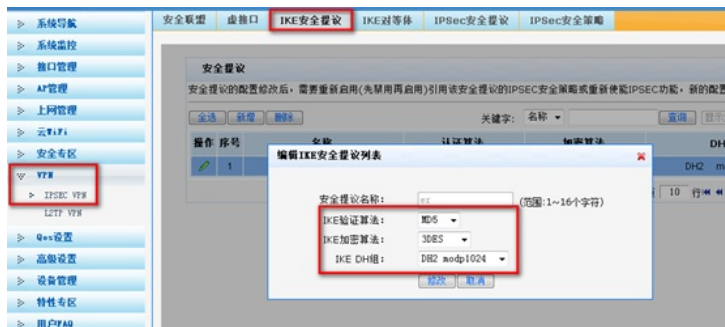 系统导航
系统监控
接口管理
AP管理
上网管理
云WiFi
安全专区
VPN
IPSEC VPN
L2TP VPN
Qos设置
高级设置
设备管理
特性专区
用户FAQ
安全联盟 虚接口 IKE安全提议 IKE对等体 IPSec安全提议 IPSec安全策略
安全提议
安全提议的配置修改后，需要重新启用(先禁用再启用)引用该安全提议的IPSEC安全策略或重新使能IPSEC功能，新的配置
全选 新增 删除 关键字： 名称 查询 显示
操作 序号 名称 认证算法 加密算法 DH
1 DH2 mo
10 行
编辑IKE安全提议列表
安全提议名称： (范围:1~16个字符)
IKE验证算法： MD5
IKE加密算法： 3DES
IKE DH组： DH2 modp1024
修改 取消